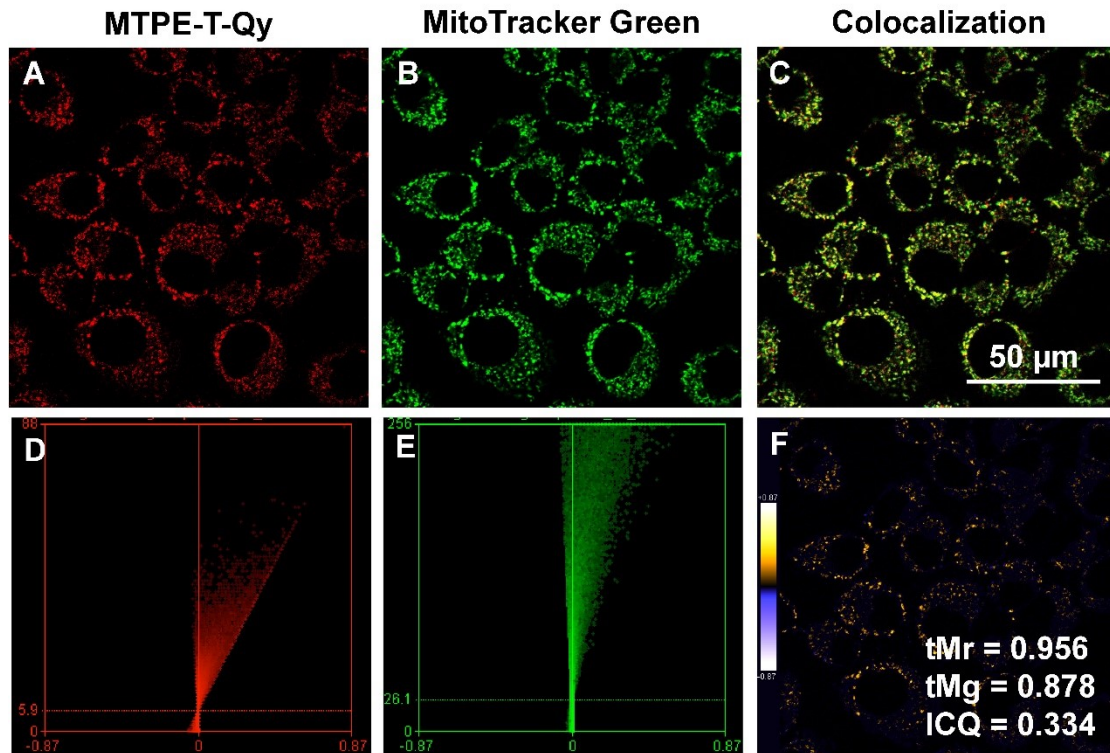 MTPE-T-Qy
MitoTracker Green
Colocalization
A
B
C
50 µm
88
D
5.9
0
-0.87
0
0.87
256
E
26.1
0
-0.87
0
0.87
F
+0.87
-0.87
tMr = 0.956
tMg = 0.878
ICQ = 0.334